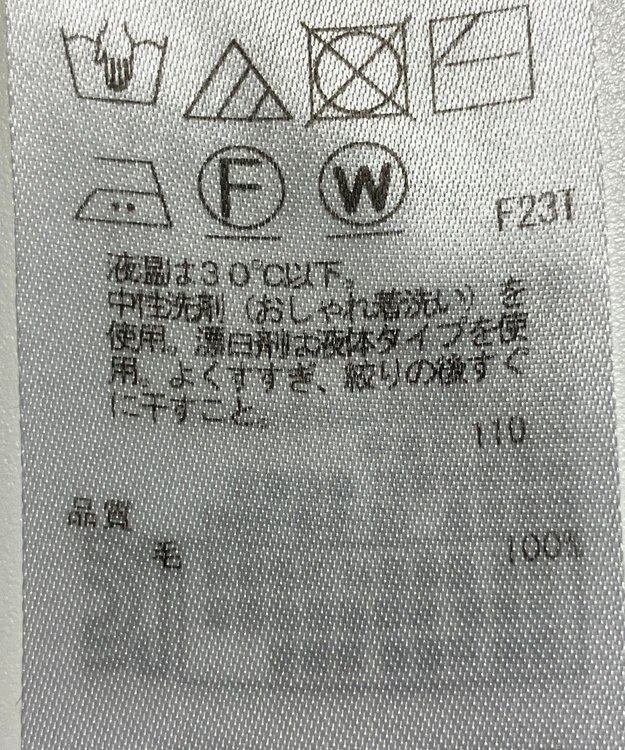 F
W
F23T
液温は30℃以下。
中性洗剤(おしゃれ着洗い)を
使用。漂白剤は液体タイプを使
用。よくすすぎ、絞りの後すぐ
に干すこと。
110
品質
毛 100%